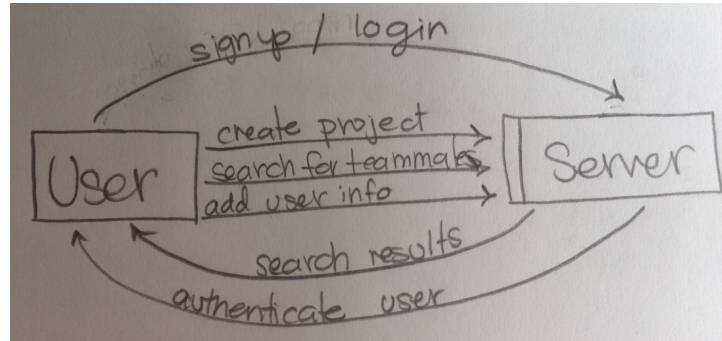 signup / login
create project
search for teammates
add user info
User
Server
search results
authenticate user